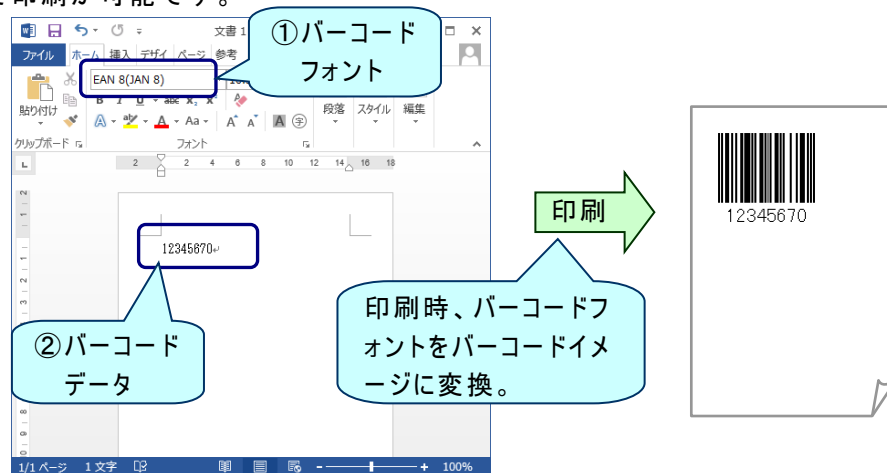 印刷が可能です。
文書 1
①バーコード
フォント
ファイル ホーム 挿入 デザイ ページ 参考
EAN 8(JAN 8)
貼り付け
B I U abc x₂ x
A aby A Aa A A A 字
段落 スタイル 編集
クリップボード フォント
2 2 4 6 8 10 12 14 16 18
12345670↵
②バーコード
データ
印刷
印刷時、バーコードフ
ォントをバーコードイメ
ージに変換。
12345670
1/1 ページ 1 文字 100%